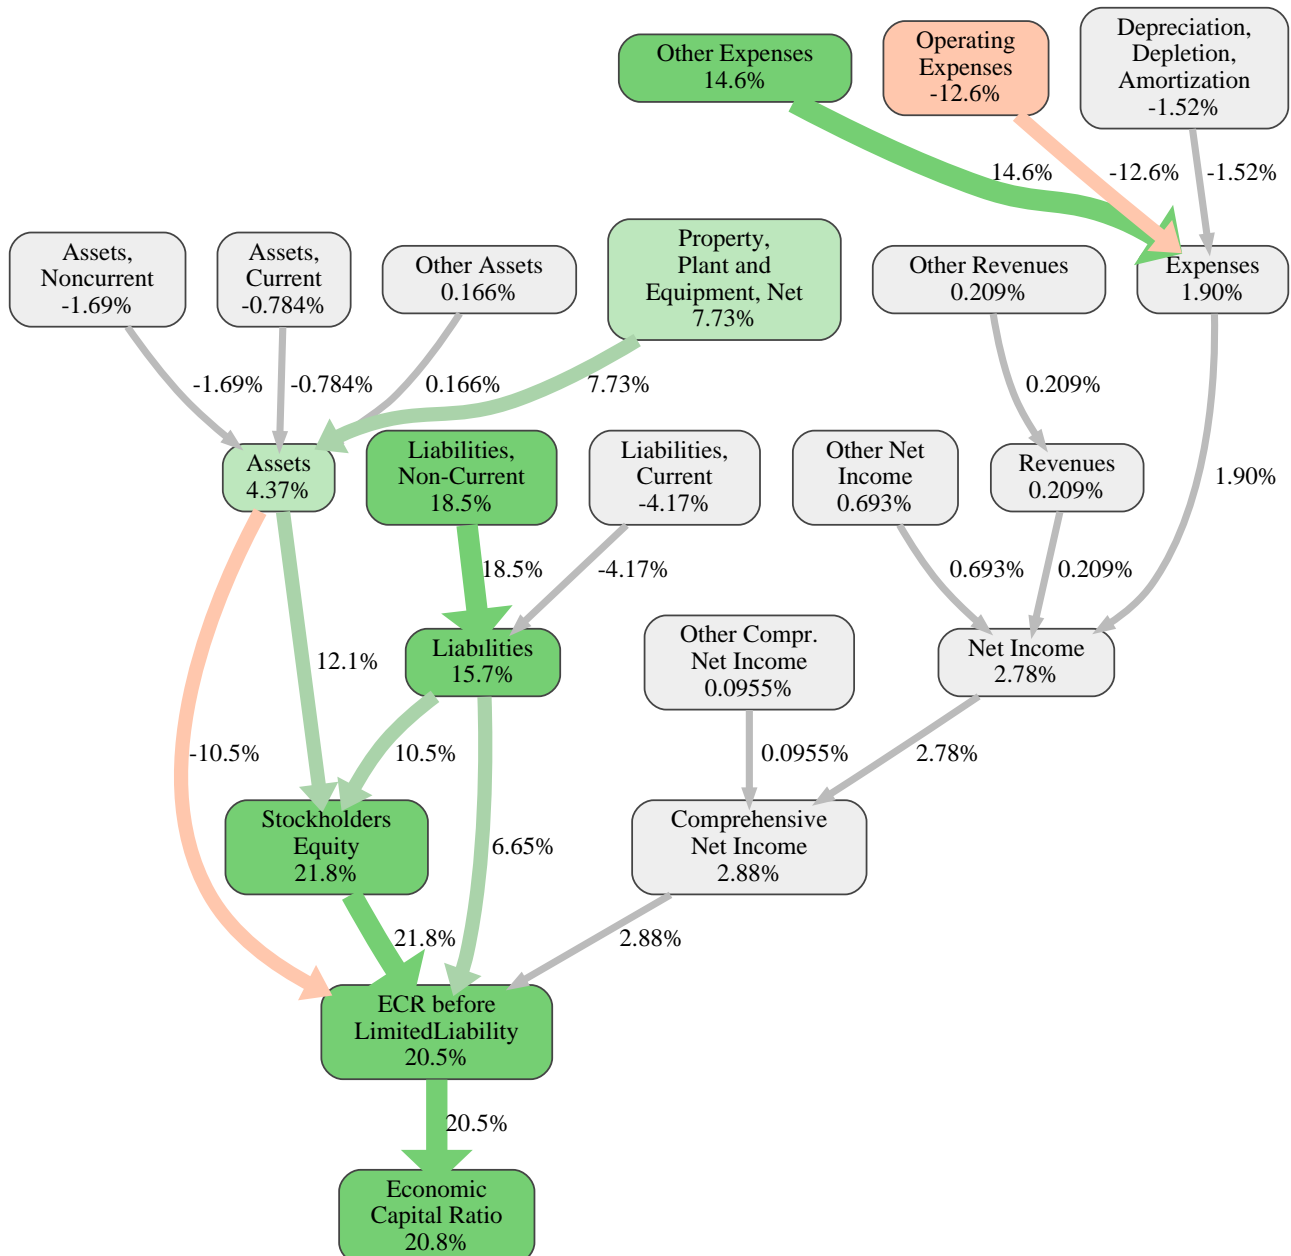 Other Expenses
14.6%
Operating
Expenses
-12.6%
Depreciation,
Depletion,
Amortization
-1.52%
14.6%
-12.6%
-1.52%
Assets,
Noncurrent
-1.69%
Assets,
Current
-0.784%
Other Assets
0.166%
Property,
Plant and
Equipment, Net
7.73%
Other Revenues
0.209%
Expenses
1.90%
-1.69%
-0.784%
0.166%
7.73%
0.209%
Assets
4.37%
Liabilities,
Non-Current
18.5%
Liabilities,
Current
-4.17%
Other Net
Income
0.693%
Revenues
0.209%
1.90%
18.5%
-4.17%
0.693%
0.209%
12.1%
Liabilities
15.7%
Other Compr.
Net Income
0.0955%
Net Income
2.78%
-10.5%
10.5%
0.0955%
2.78%
Stockholders
Equity
21.8%
6.65%
Comprehensive
Net Income
2.88%
21.8%
2.88%
ECR before
LimitedLiability
20.5%
20.5%
Economic
Capital Ratio
20.8%